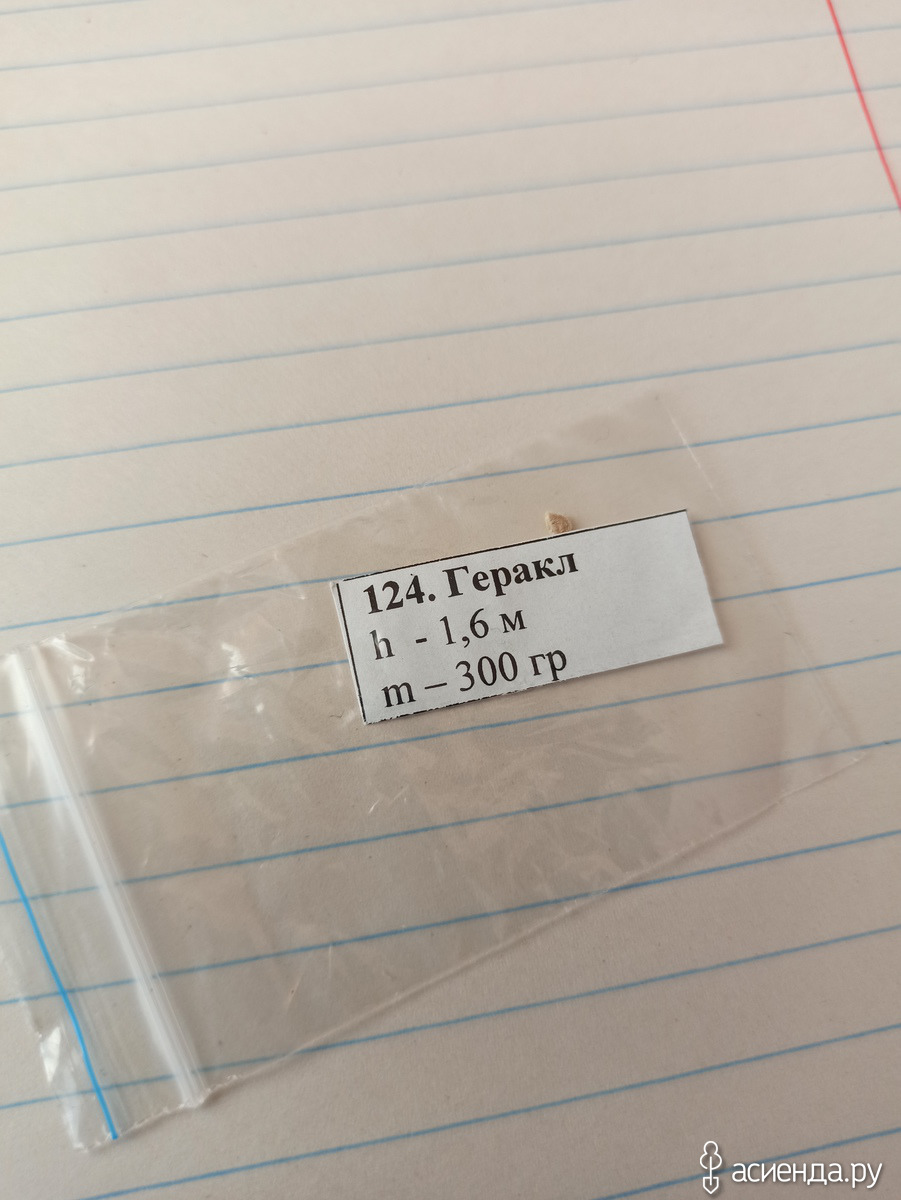 124. Геракл
h - 1,6 м
m – 300 гр
асиенда.ру